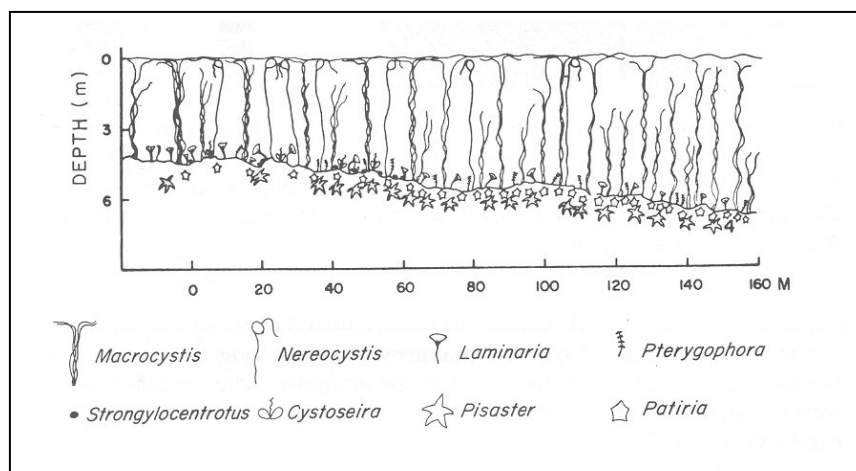 0
DEPTH (m)
3
6
4
0 20 40 60 80 100 120 140 160 M
Macrocystis Nereocystis Laminaria Pterygophora
Strongylocentrotus Cystoseira Pisaster Patiria